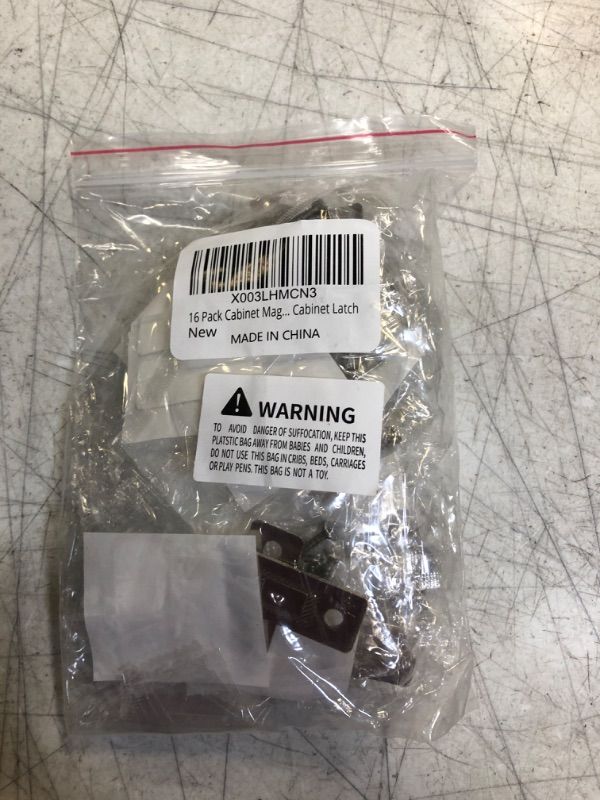 X003LHMCN3
16 Pack Cabinet Mag... Cabinet Latch
New
MADE IN CHINA
WARNING
TO AVOID DANGER OF SUFFOCATION, KEEP THIS
PLATSTIC BAG AWAY FROM BABIES AND CHILDREN,
DO NOT USE THIS BAG IN CRIBS, BEDS, CARRIAGES
OR PLAY PENS. THIS BAG IS NOT A TOY.